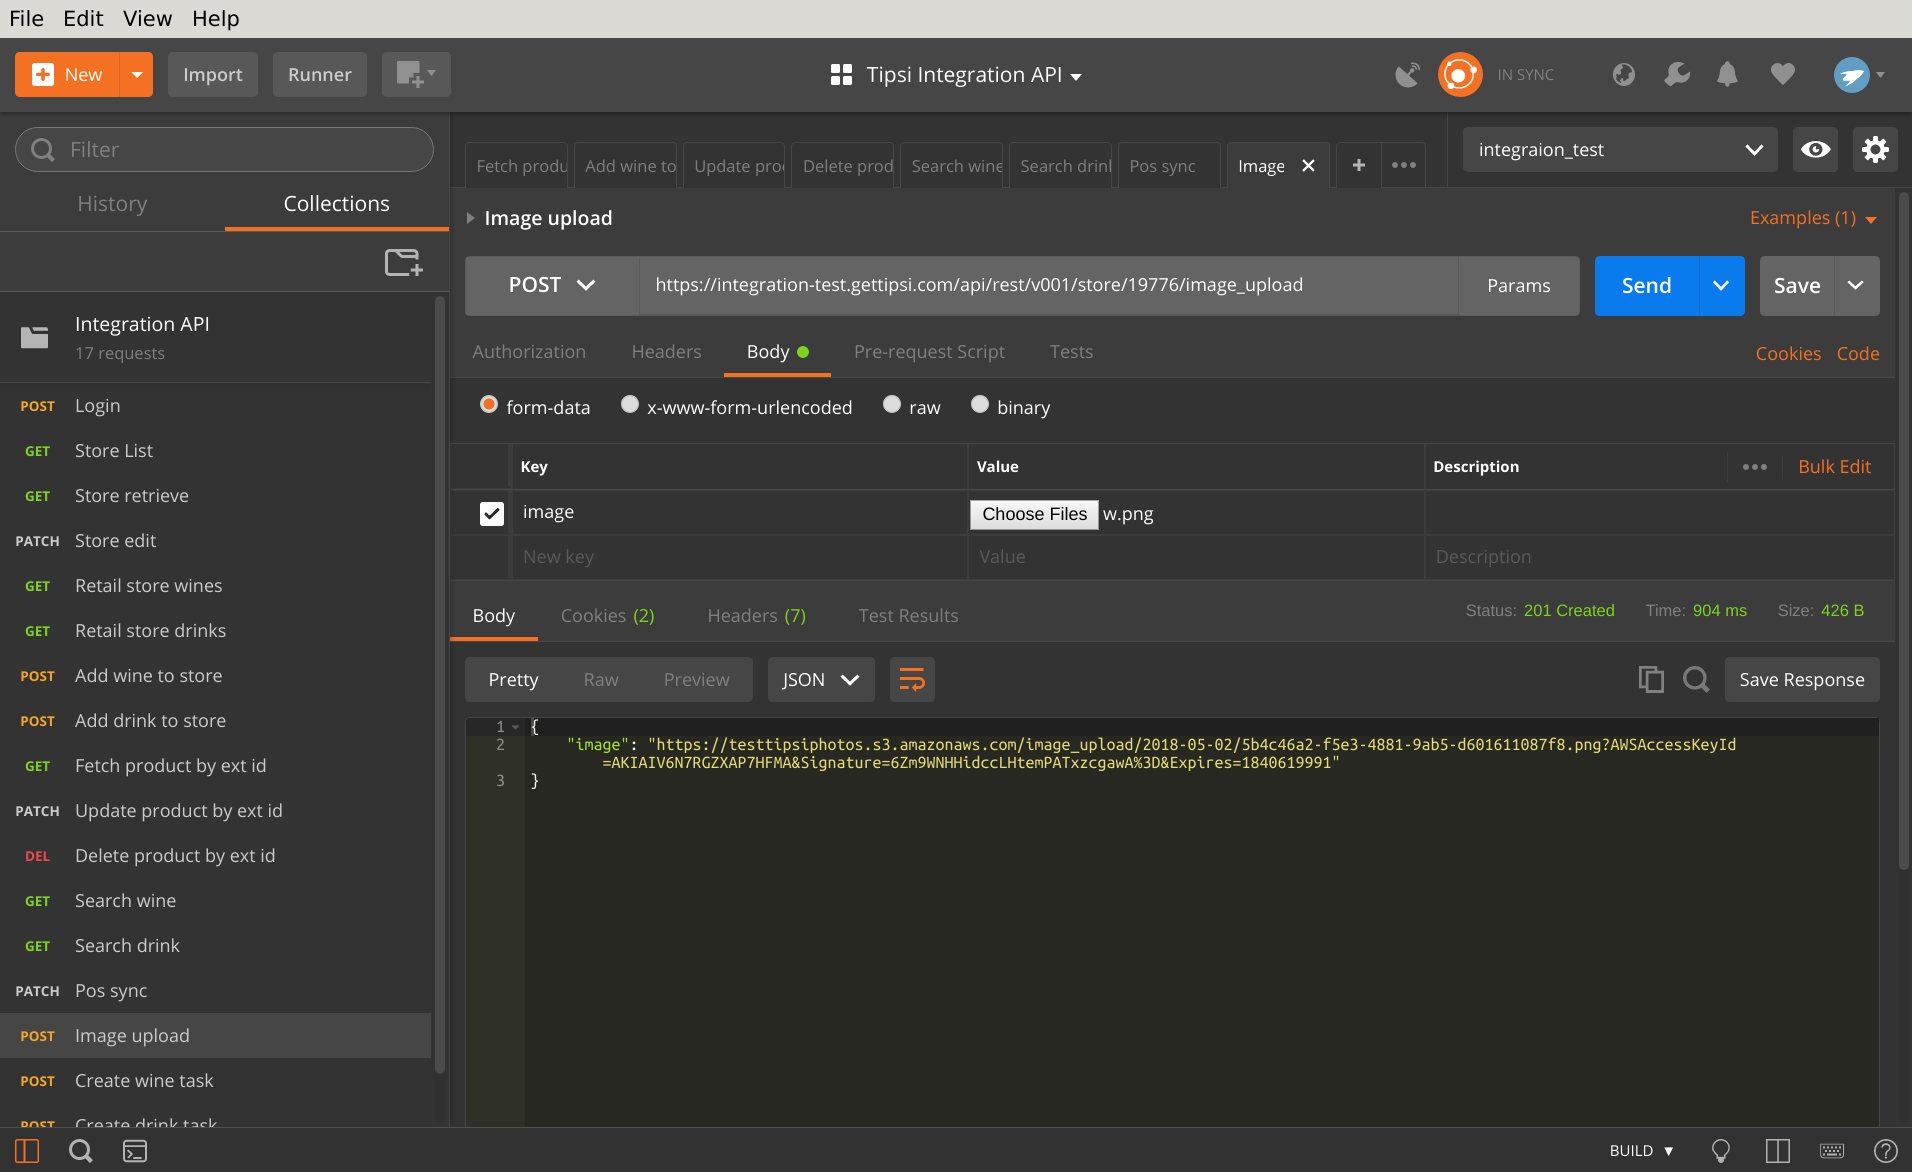 File Edit View Help
New Import Runner Tipsi Integration API IN SYNC
Filter
History Collections
Integration API
17 requests
POST Login
GET Store List
GET Store retrieve
PATCH Store edit
GET Retail store wines
GET Retail store drinks
POST Add wine to store
POST Add drink to store
GET Fetch product by ext id
PATCH Update product by ext id
DEL Delete product by ext id
GET Search wine
GET Search drink
PATCH Pos sync
POST Image upload
POST Create wine task
POST Create drink task
Fetch produ Add wine to Update pro Delete prod Search wine Search drin Pos sync Image
integraion_test
Image upload Examples (1)
POST https://integration-test.gettipsi.com/api/rest/v001/store/19776/image_upload Params Send Save
Authorization Headers Body Pre-request Script Tests Cookies Code
form-data x-www-form-urlencoded raw binary
Key Value Description Bulk Edit
image Choose Files w.png
New key Value Description
Body Cookies (2) Headers (7) Test Results Status: 201 Created Time: 904 ms Size: 426 B
Pretty Raw Preview JSON Save Response
1 {
2 "image": "https://testtipsiphotos.s3.amazonaws.com/image_upload/2018-05-02/5b4c46a2-f5e3-4881-9ab5-d601611087f8.png?AWSAccessKeyId
=AKIAIV6N7RGZXAP7HFMA&Signature=6Zm9WNHHidccLHtemPATxzcgawA%3D&Expires=1840619991"
3 }
BUILD